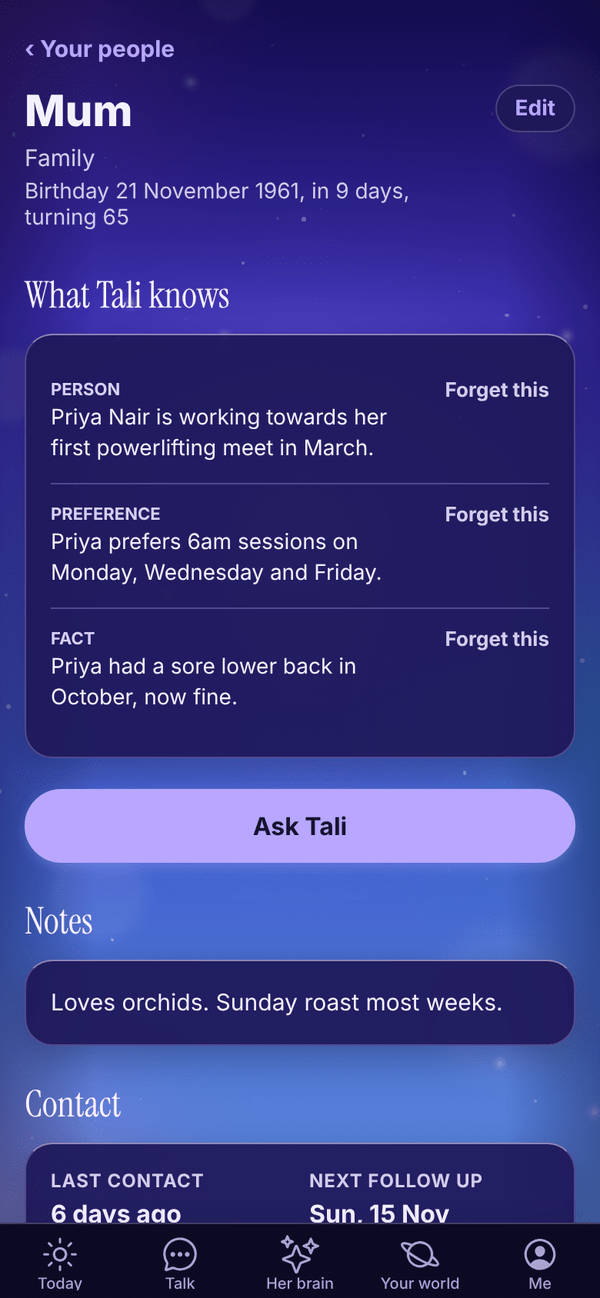 ‹ Your people
Mum
Edit
Family
Birthday 21 November 1961, in 9 days,
turning 65
What Tali knows
PERSON
Forget this
Priya Nair is working towards her
first powerlifting meet in March.
PREFERENCE
Forget this
Priya prefers 6am sessions on
Monday, Wednesday and Friday.
FACT
Forget this
Priya had a sore lower back in
October, now fine.
Ask Tali
Notes
Loves orchids. Sunday roast most weeks.
Contact
LAST CONTACT
NEXT FOLLOW UP
6 days ago
Sun, 15 Nov
Today
Talk
Her brain
Your world
Me